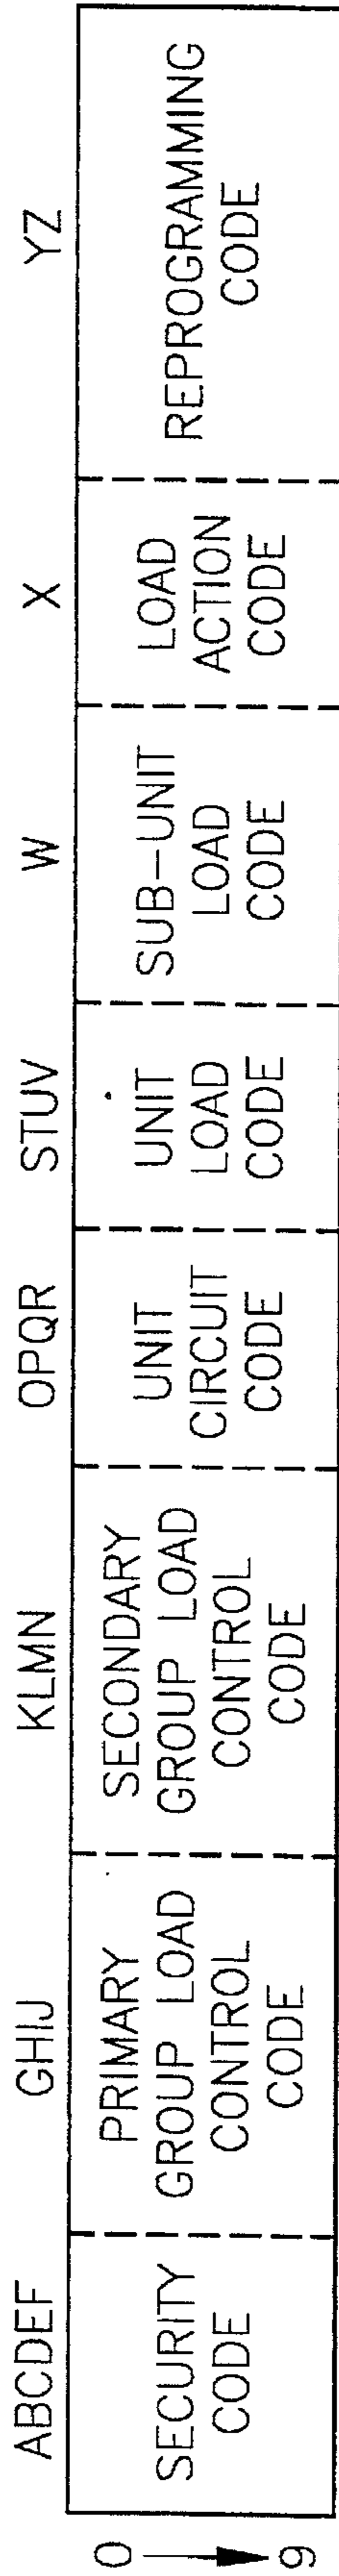 ABCDEF GHIJ KLMN OPQR STUV W X YZ
0
9
SECURITY
CODE
PRIMARY
GROUP LOAD
CONTROL
CODE
SECONDARY
GROUP LOAD
CONTROL
CODE
UNIT
CIRCUIT
CODE
UNIT
LOAD
CODE
SUB-UNIT
LOAD
CODE
LOAD
ACTION
CODE
REPROGRAMMING
CODE